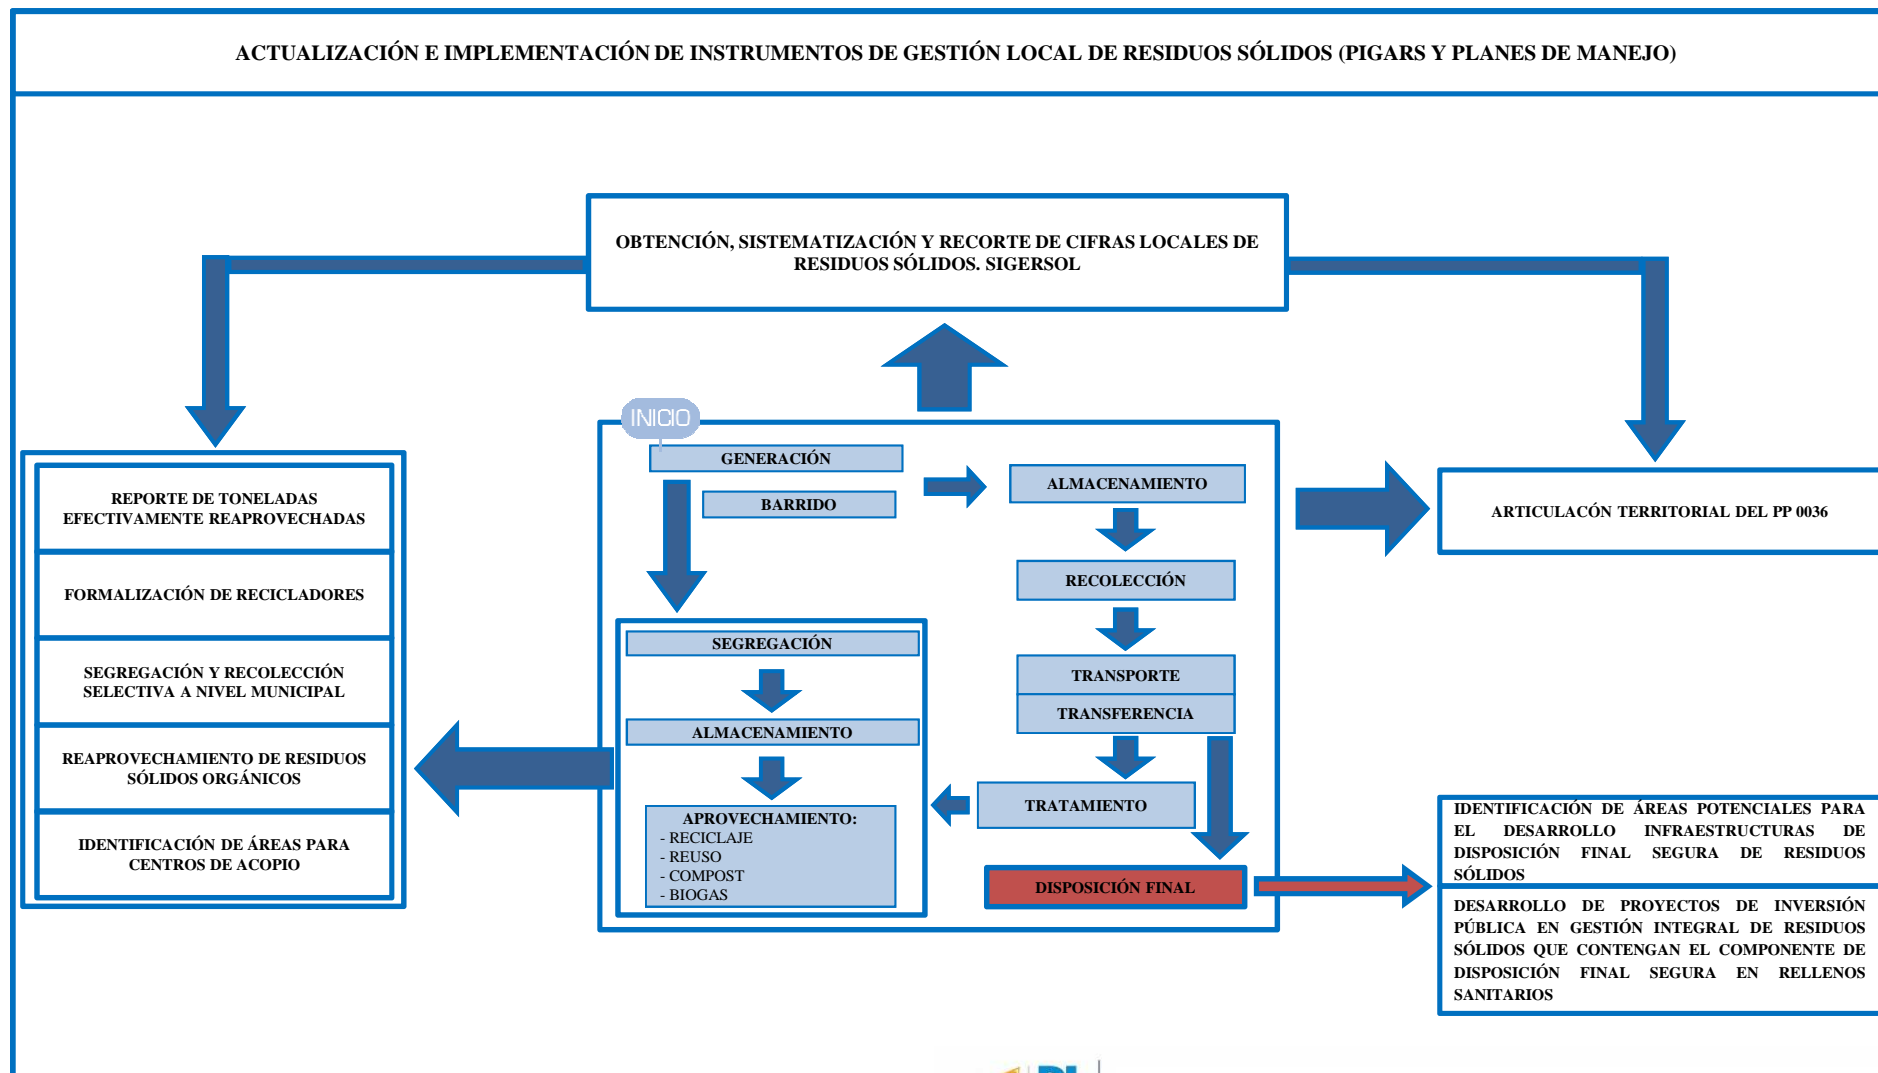 ACTUALIZACIÓN E IMPLEMENTACIÓN DE INSTRUMENTOS DE GESTIÓN LOCAL DE RESIDUOS SÓLIDOS (PIGARS Y PLANES DE MANEJO)
OBTENCIÓN, SISTEMATIZACIÓN Y RECORTE DE CIFRAS LOCALES DE
RESIDUOS SÓLIDOS. SIGERSOL
REPORTE DE TONELADAS
EFECTIVAMENTE REAPROVECHADAS
FORMALIZACIÓN DE RECICLADORES
SEGREGACIÓN Y RECOLECCIÓN
SELECTIVA A NIVEL MUNICIPAL
REAPROVECHAMIENTO DE RESIDUOS
SÓLIDOS ORGÁNICOS
IDENTIFICACIÓN DE ÁREAS PARA
CENTROS DE ACOPIO
INICIO
GENERACIÓN
BARRIDO
SEGREGACIÓN
ALMACENAMIENTO
APROVECHAMIENTO:
- RECICLAJE
- REUSO
- COMPOST
- BIOGAS
ALMACENAMIENTO
RECOLECCIÓN
TRANSPORTE
TRANSFERENCIA
TRATAMIENTO
DISPOSICIÓN FINAL
ARTICULACÓN TERRITORIAL DEL PP 0036
IDENTIFICACIÓN DE ÁREAS POTENCIALES PARA
EL DESARROLLO INFRAESTRUCTURAS DE
DISPOSICIÓN FINAL SEGURA DE RESIDUOS
SÓLIDOS
DESARROLLO DE PROYECTOS DE INVERSIÓN
PÚBLICA EN GESTIÓN INTEGRAL DE RESIDUOS
SÓLIDOS QUE CONTENGAN EL COMPONENTE DE
DISPOSICIÓN FINAL SEGURA EN RELLENOS
SANITARIOS